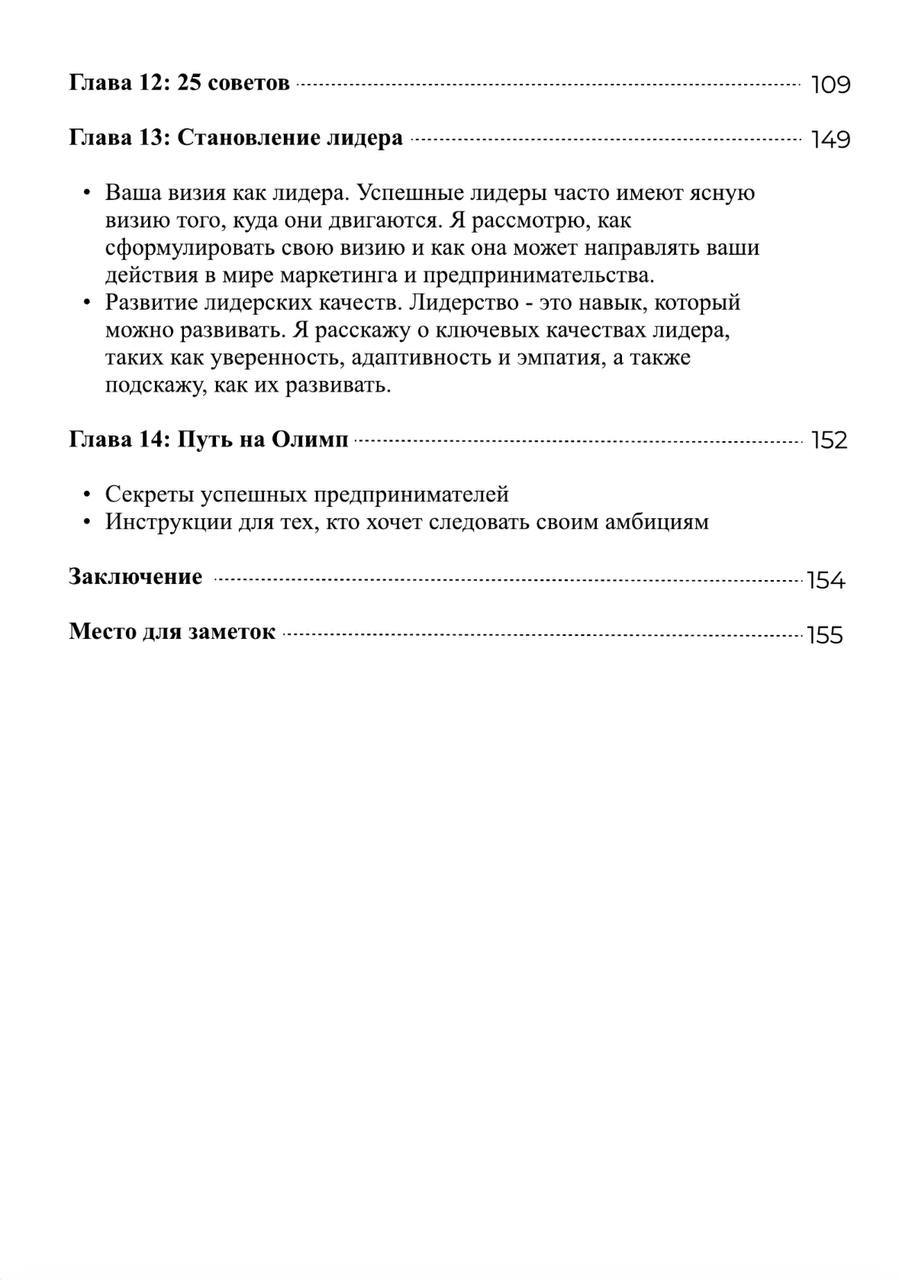 Глава 12: 25 советов 109
Глава 13: Становление лидера 149
• Ваша визия как лидера. Успешные лидеры часто имеют ясную
визию того, куда они двигаются. Я рассмотрю, как
сформулировать свою визию и как она может направлять ваши
действия в мире маркетинга и предпринимательства.
• Развитие лидерских качеств. Лидерство - это навык, который
можно развивать. Я расскажу о ключевых качествах лидера,
таких как уверенность, адаптивность и эмпатия, а также
подскажу, как их развивать.
Глава 14: Путь на Олимп 152
• Секреты успешных предпринимателей
• Инструкции для тех, кто хочет следовать своим амбициям
Заключение 154
Место для заметок 155